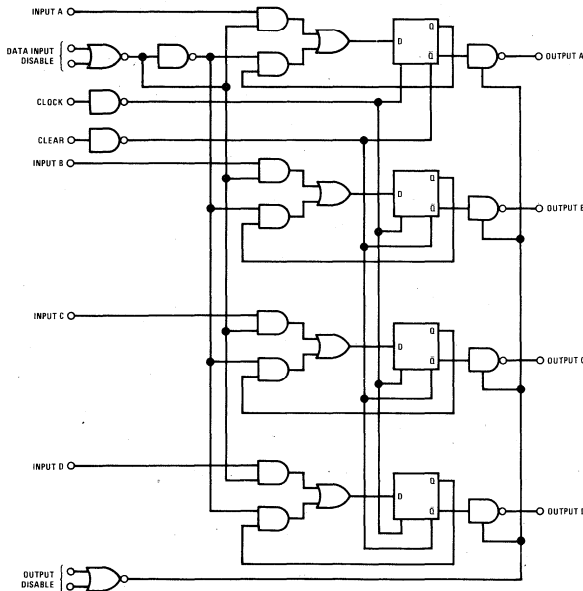 INPUT A
DATA INPUT
DISABLE
CLOCK
CLEAR
INPUT B
INPUT C
INPUT D
OUTPUT
DISABLE
D
Q
Q̄
OUTPUT A
D
Q
Q̄
OUTPUT B
D
Q
Q̄
OUTPUT C
D
Q
Q̄
OUTPUT D